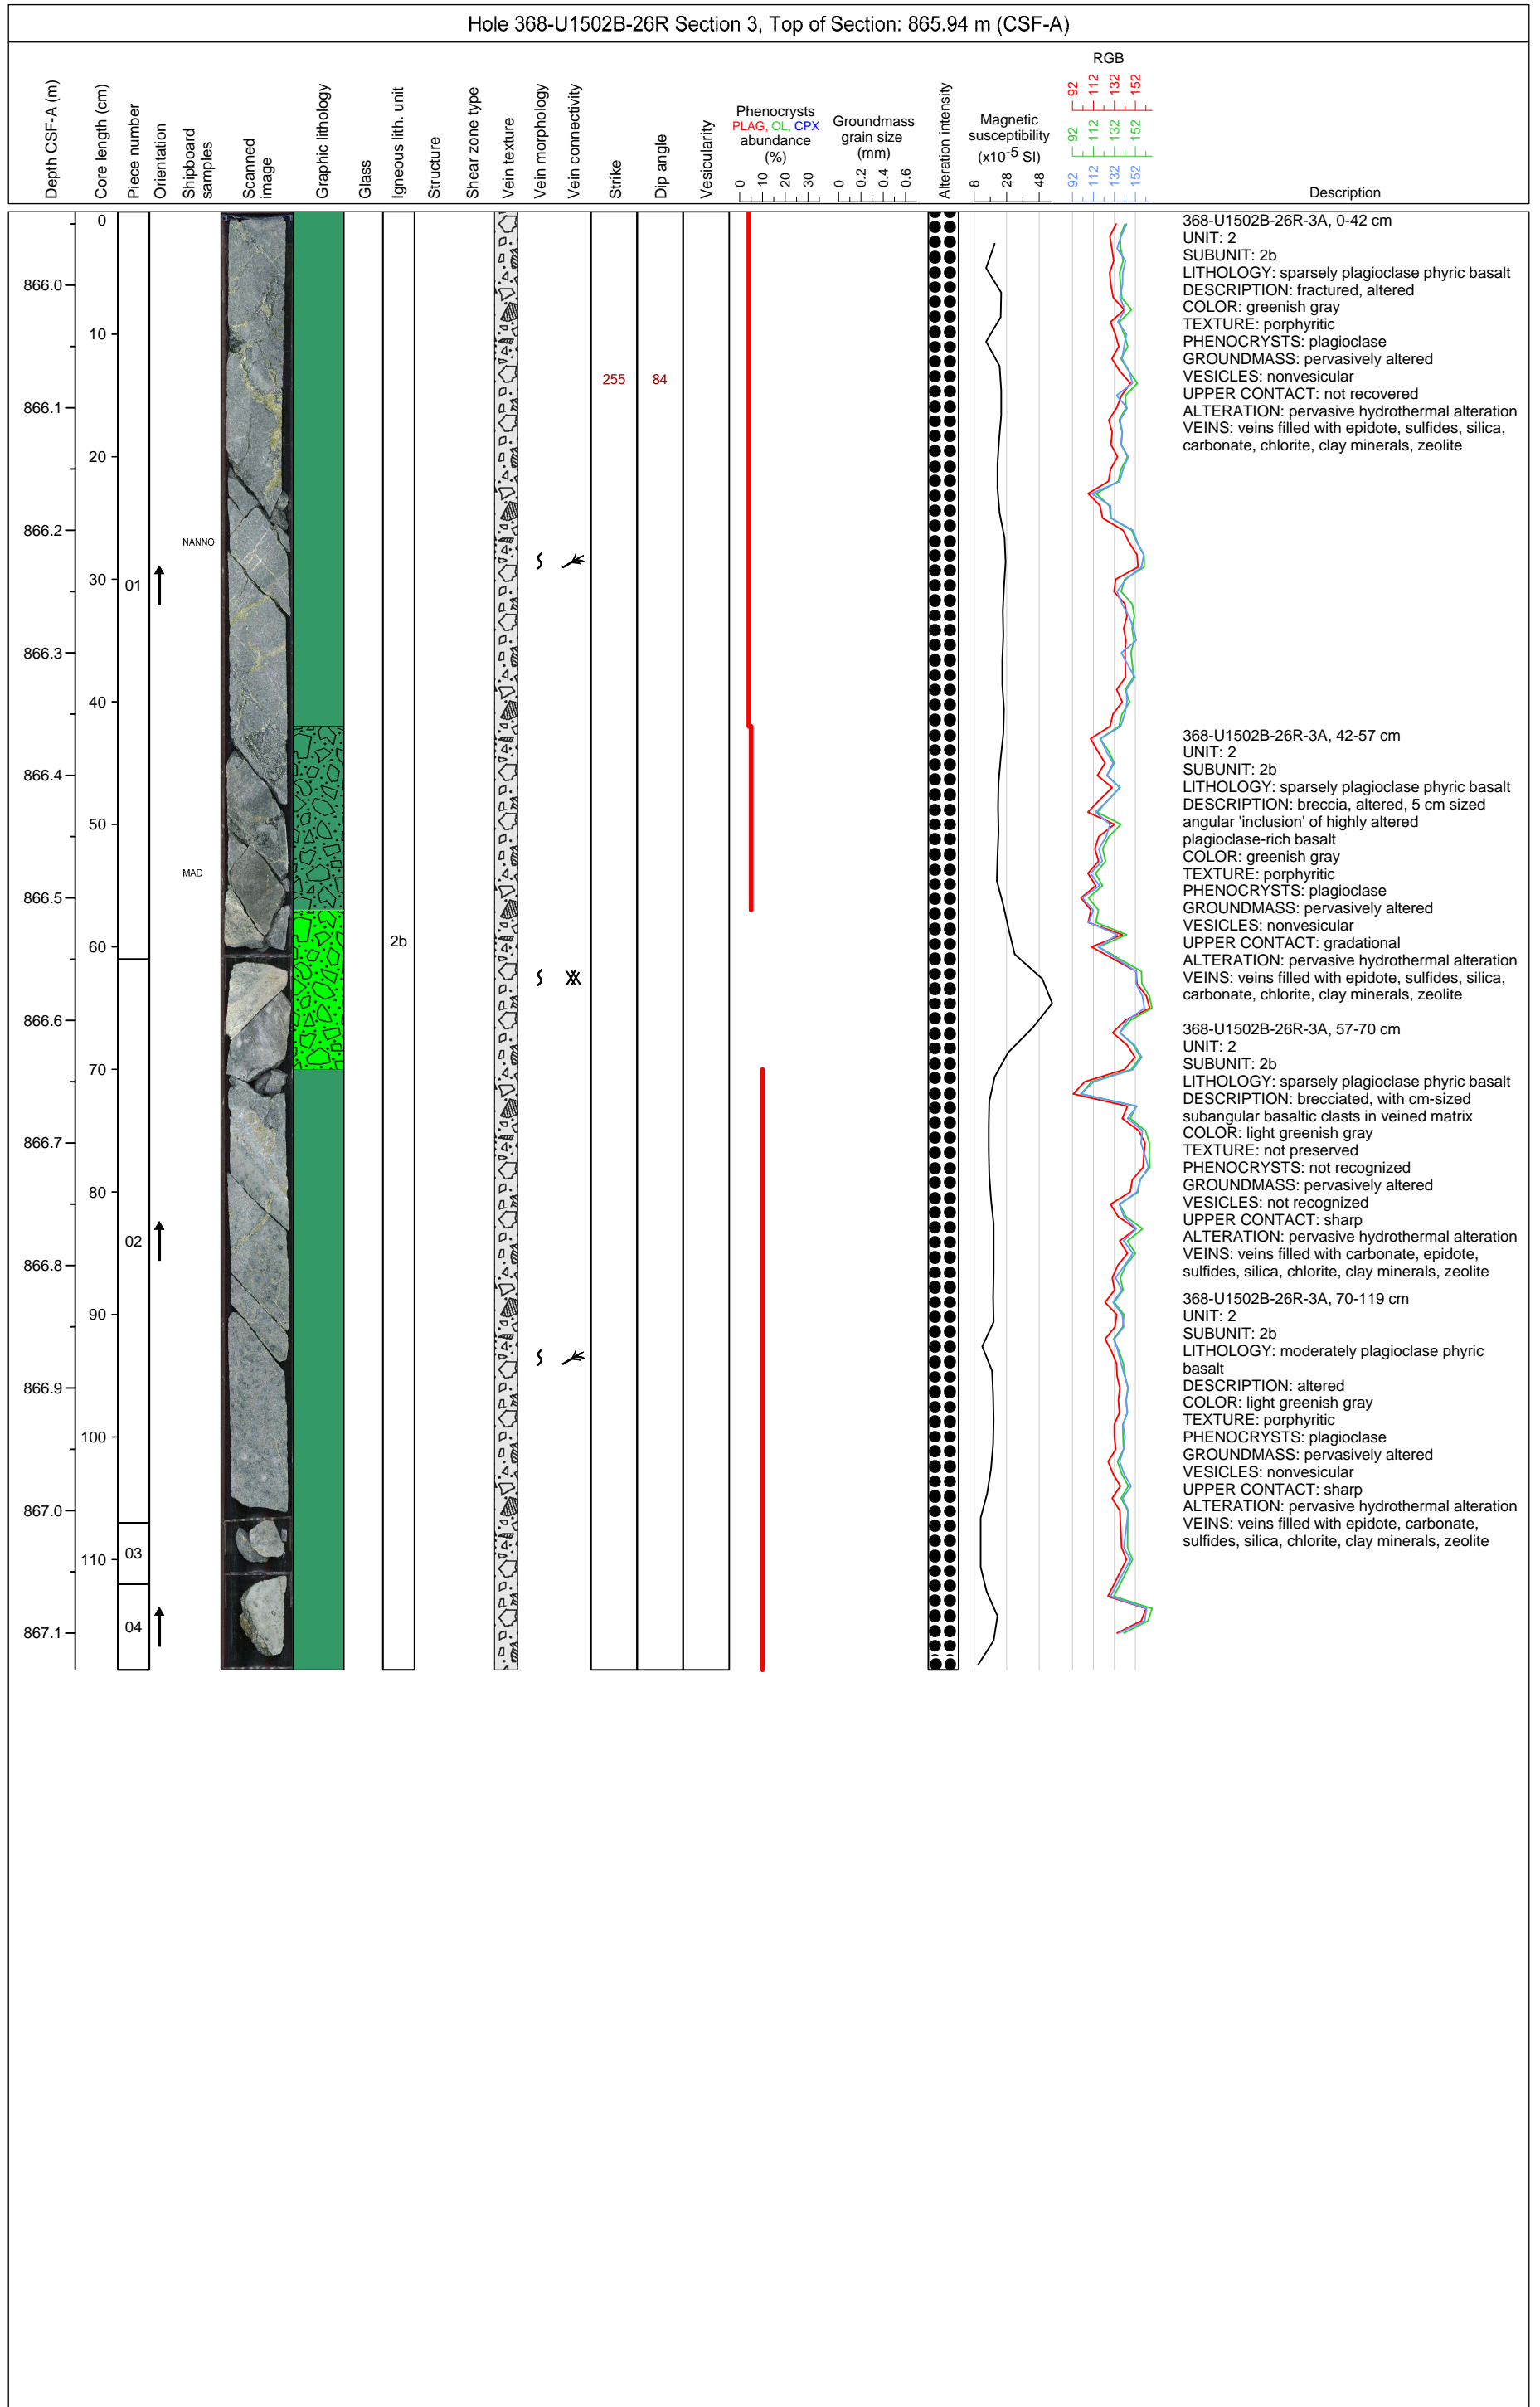 Hole 368-U1502B-26R Section 3, Top of Section: 865.94 m (CSF-A)
Depth CSF-A (m)
Core length (cm)
Piece number
Orientation
Shipboard
samples
Scanned
image
Graphic lithology
Glass
Igneous lith. unit
Structure
Shear zone type
Vein texture
Vein morphology
Vein connectivity
Strike
Dip angle
Vesicularity
Phenocrysts
PLAG, OL, CPX
abundance
(%)
0 10 20 30
Groundmass
grain size
(mm)
0 0.2 0.4 0.6
Alteration intensity
Magnetic
susceptibility
(x10-5 SI)
8 28 48
RGB
92 112 132 152
92 112 132 152
92 112 132 152
Description
866.0
866.1
866.2
866.3
866.4
866.5
866.6
866.7
866.8
866.9
867.0
867.1
0
10
20
30
40
50
60
70
80
90
100
110
01
02
03
04
NANNO
MAD
2b
255 84
368-U1502B-26R-3A, 0-42 cm
UNIT: 2
SUBUNIT: 2b
LITHOLOGY: sparsely plagioclase phyric basalt
DESCRIPTION: fractured, altered
COLOR: greenish gray
TEXTURE: porphyritic
PHENOCRYSTS: plagioclase
GROUNDMASS: pervasively altered
VESICLES: nonvesicular
UPPER CONTACT: not recovered
ALTERATION: pervasive hydrothermal alteration
VEINS: veins filled with epidote, sulfides, silica,
carbonate, chlorite, clay minerals, zeolite
368-U1502B-26R-3A, 42-57 cm
UNIT: 2
SUBUNIT: 2b
LITHOLOGY: sparsely plagioclase phyric basalt
DESCRIPTION: breccia, altered, 5 cm sized
angular 'inclusion' of highly altered
plagioclase-rich basalt
COLOR: greenish gray
TEXTURE: porphyritic
PHENOCRYSTS: plagioclase
GROUNDMASS: pervasively altered
VESICLES: nonvesicular
UPPER CONTACT: gradational
ALTERATION: pervasive hydrothermal alteration
VEINS: veins filled with epidote, sulfides, silica,
carbonate, chlorite, clay minerals, zeolite
368-U1502B-26R-3A, 57-70 cm
UNIT: 2
SUBUNIT: 2b
LITHOLOGY: sparsely plagioclase phyric basalt
DESCRIPTION: brecciated, with cm-sized
subangular basaltic clasts in veined matrix
COLOR: light greenish gray
TEXTURE: not preserved
PHENOCRYSTS: not recognized
GROUNDMASS: pervasively altered
VESICLES: not recognized
UPPER CONTACT: sharp
ALTERATION: pervasive hydrothermal alteration
VEINS: veins filled with carbonate, epidote,
sulfides, silica, chlorite, clay minerals, zeolite
368-U1502B-26R-3A, 70-119 cm
UNIT: 2
SUBUNIT: 2b
LITHOLOGY: moderately plagioclase phyric
basalt
DESCRIPTION: altered
COLOR: light greenish gray
TEXTURE: porphyritic
PHENOCRYSTS: plagioclase
GROUNDMASS: pervasively altered
VESICLES: nonvesicular
UPPER CONTACT: sharp
ALTERATION: pervasive hydrothermal alteration
VEINS: veins filled with epidote, carbonate,
sulfides, silica, chlorite, clay minerals, zeolite